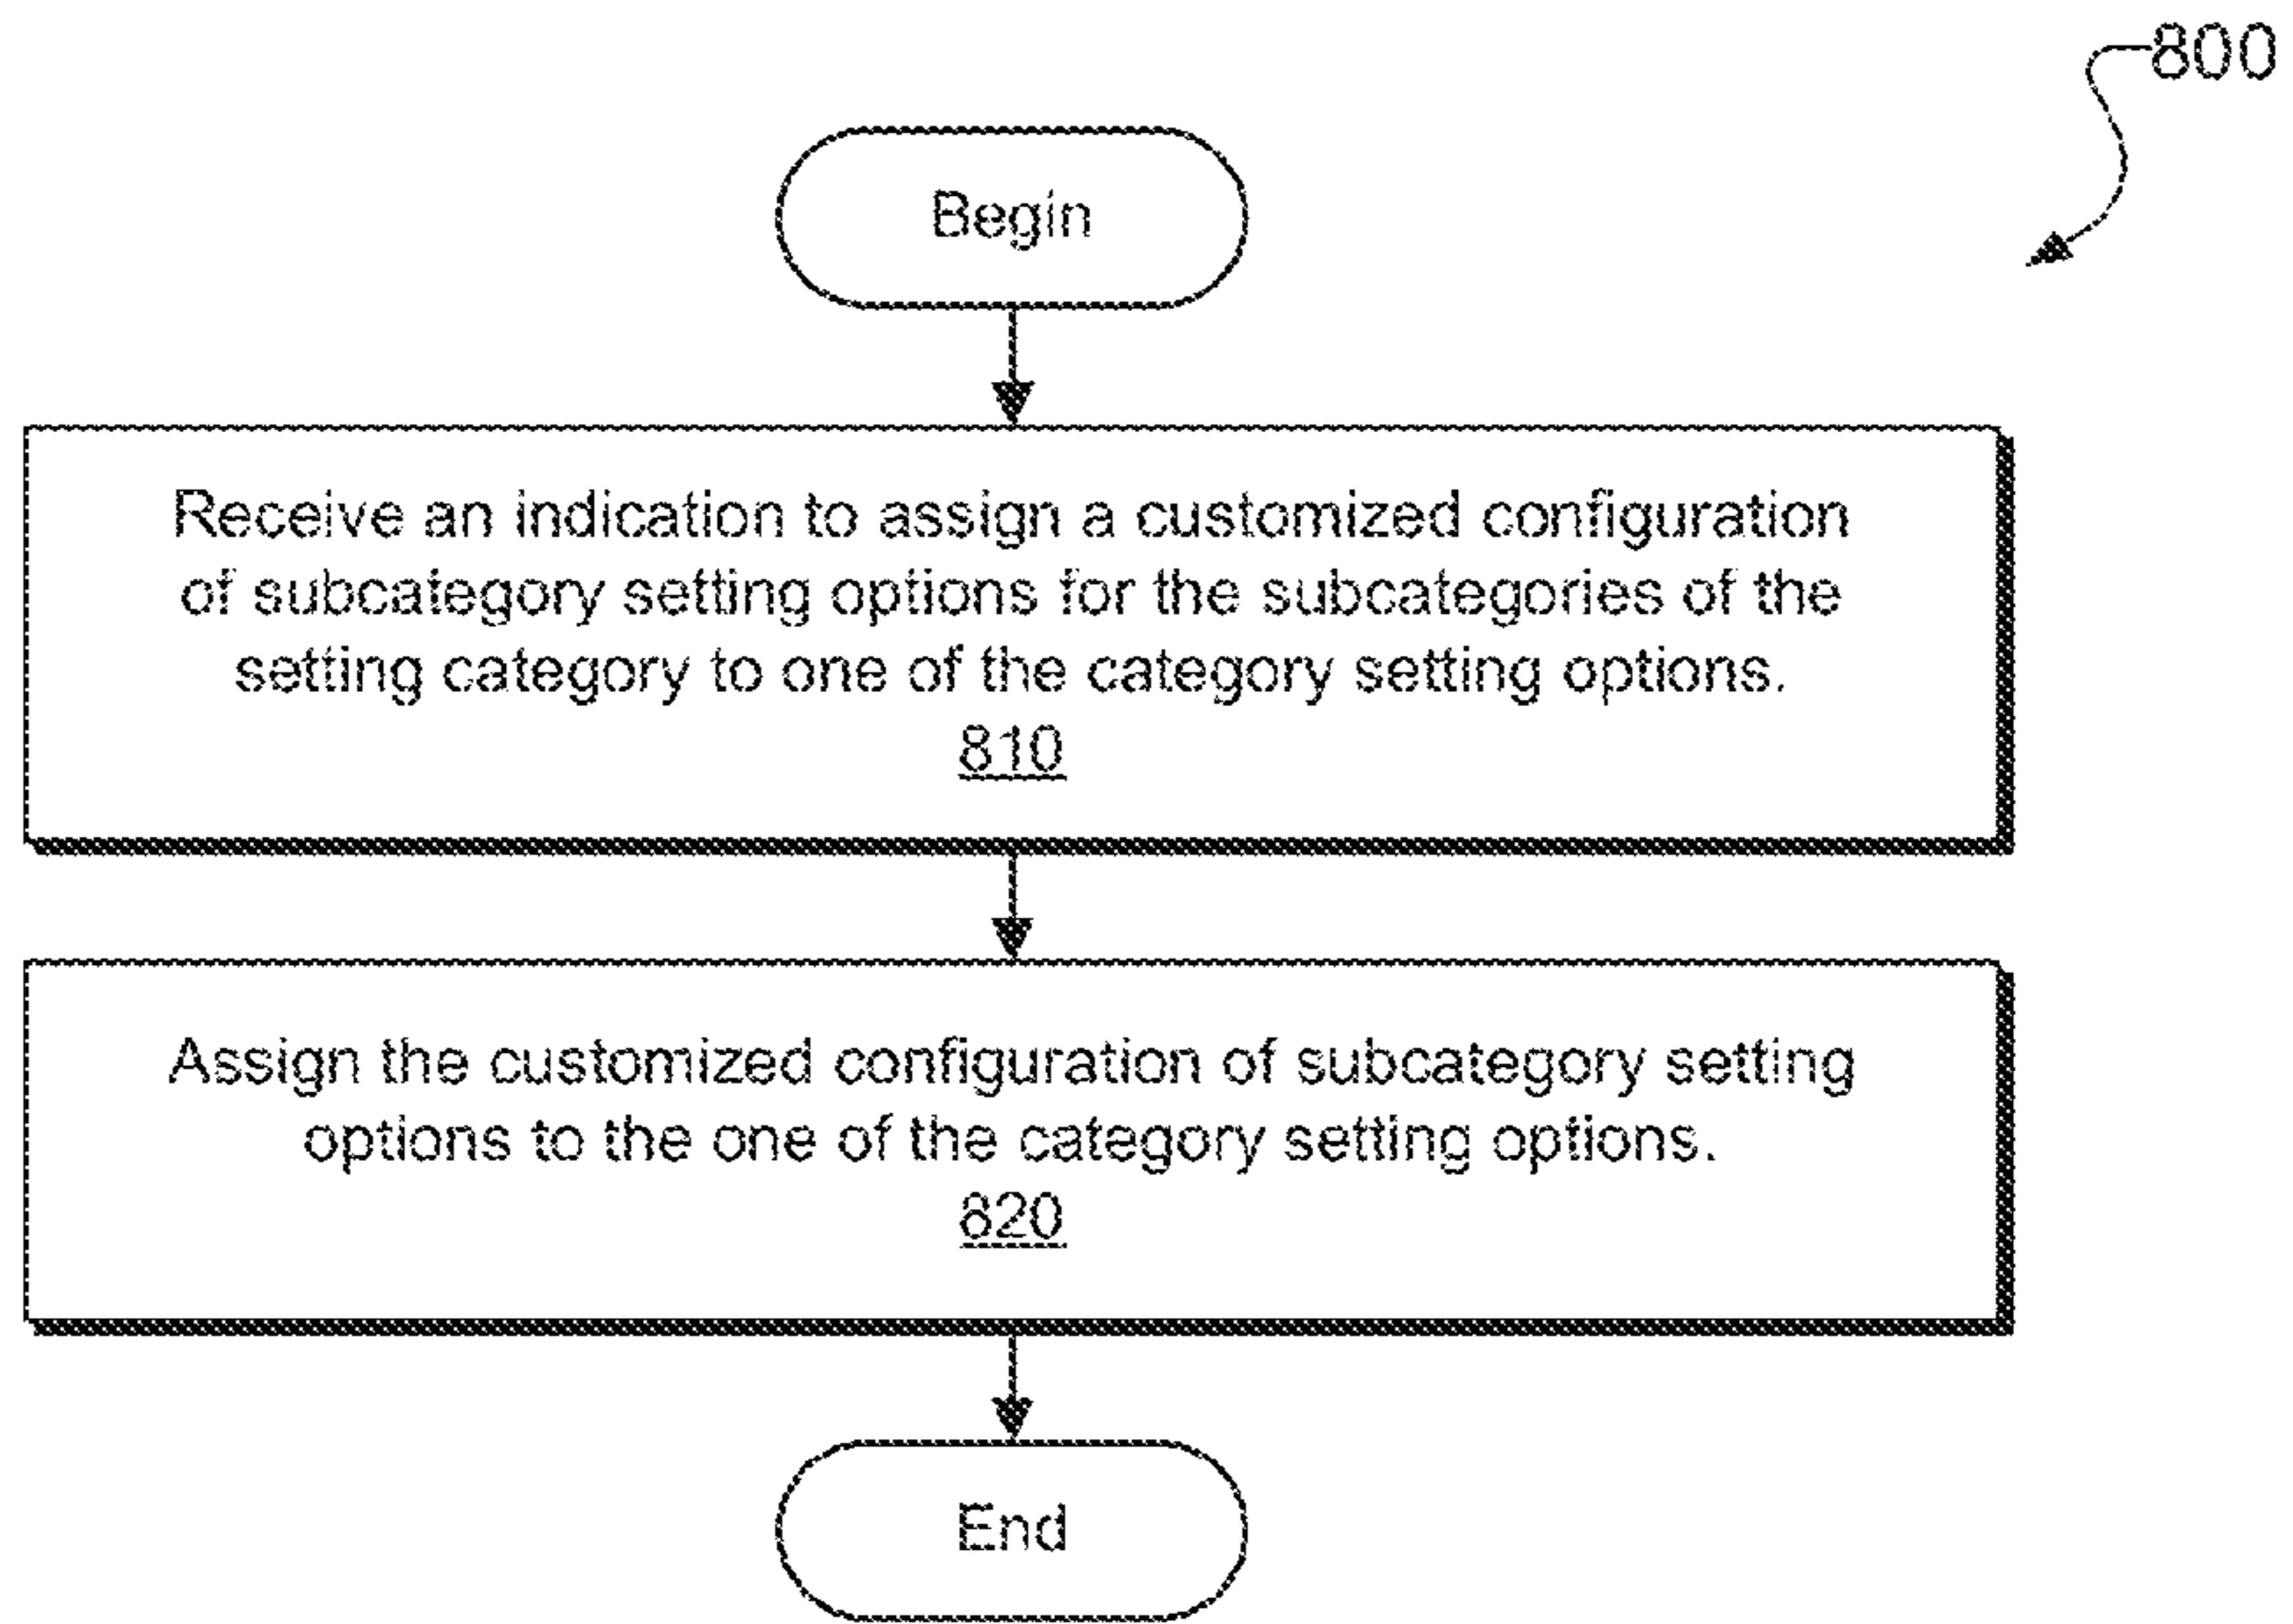 800
Begin
Receive an indication to assign a customized configuration
of subcategory setting options for the subcategories of the
setting category to one of the category setting options.
810
Assign the customized configuration of subcategory setting
options to the one of the category setting options.
820
End